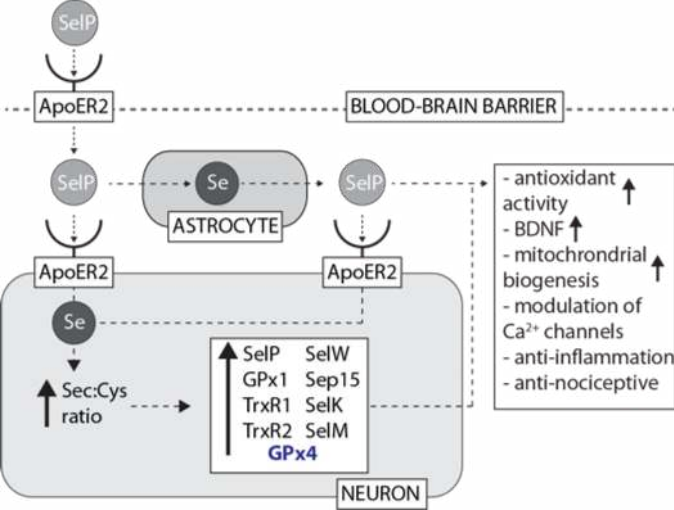 SelP
ApoER2
BLOOD-BRAIN BARRIER
SelP
Se
SelP
ASTROCYTE
ApoER2
ApoER2
- antioxidant
activity
- BDNF
- mitochrondrial
biogenesis
- modulation of
Ca²⁺ channels
- anti-inflammation
- anti-nociceptive
Se
Sec:Cys
ratio
SelP SelW
GPx1 Sep15
TrxR1 SelK
TrxR2 SelM
GPx4
NEURON